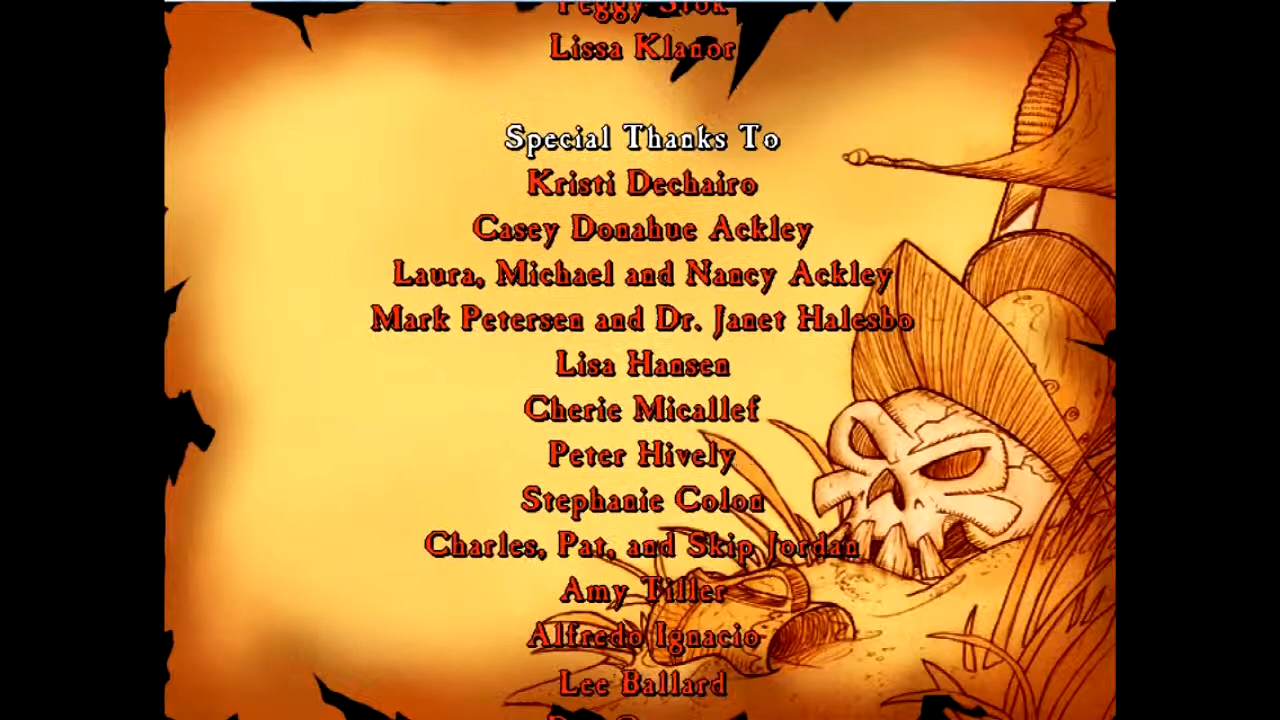 Lissa Klanor
Special Thanks To
Kristi Dechairo
Casey Donahue Ackley
Laura, Michael and Nancy Ackley
Mark Petersen and Dr. Janet Halesbo
Lisa Hansen
Cherie Micallef
Peter Hively
Stephanie Colon
Charles, Pat, and Skip Jordan
Amy Tiller
Alfredo Ignacio
Lee Ballard